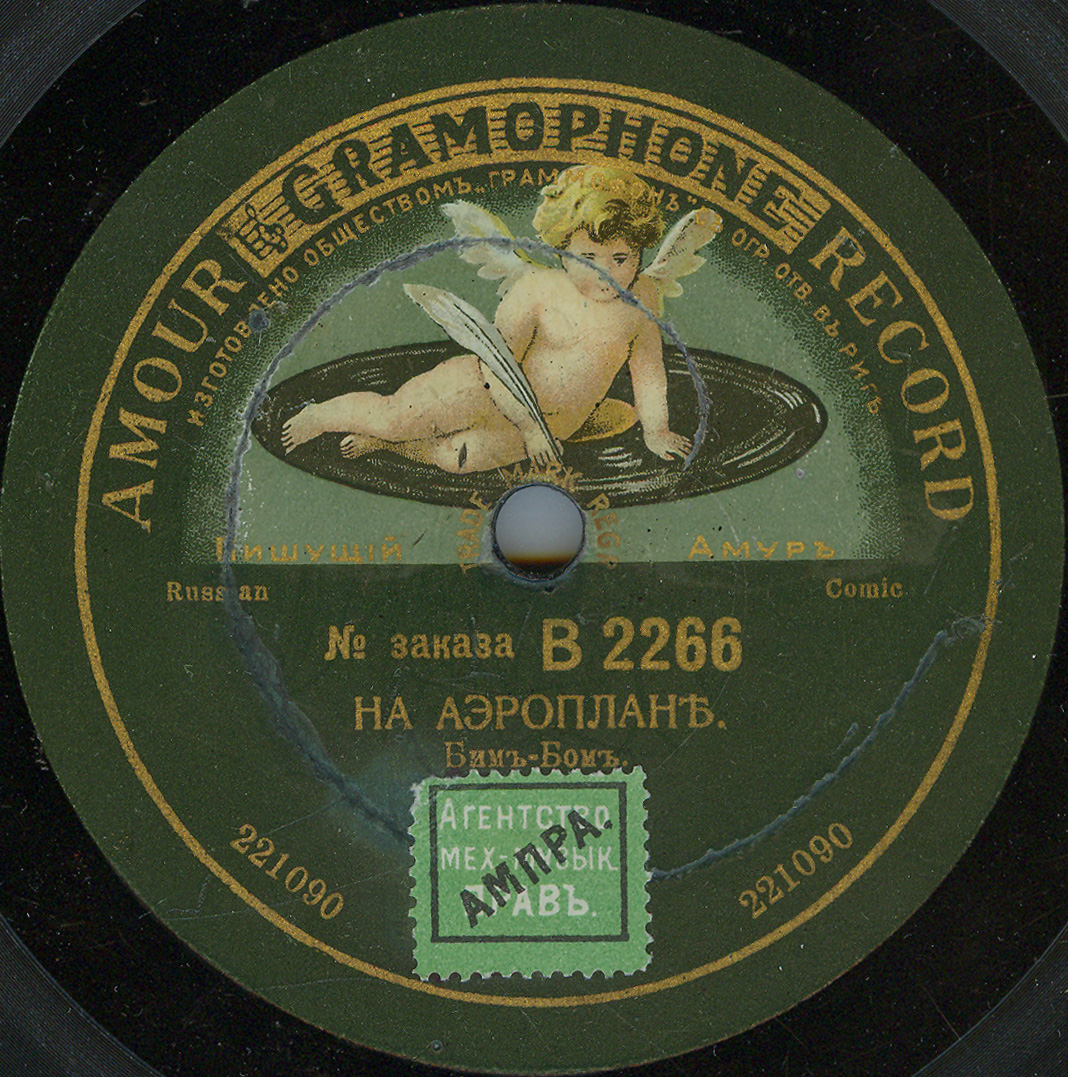 AMOUR GRAMOPHONE RECORD
ИЗГОТОВЛЕНО ОБЩЕСТВОМЪ „ГРАММОФОНЪ“ СЪ ОГР. ОТВ. ВЪ РИГѢ
TRADE MARK REGD
Пишущій Амуръ
Russian Comic
№ заказа B 2266
НА АЭРОПЛАНѢ.
Бимъ-Бомъ.
221090 221090
АГЕНТСТВО
МЕХ-МУЗЫК
ПРАВЪ.
АМПРА.